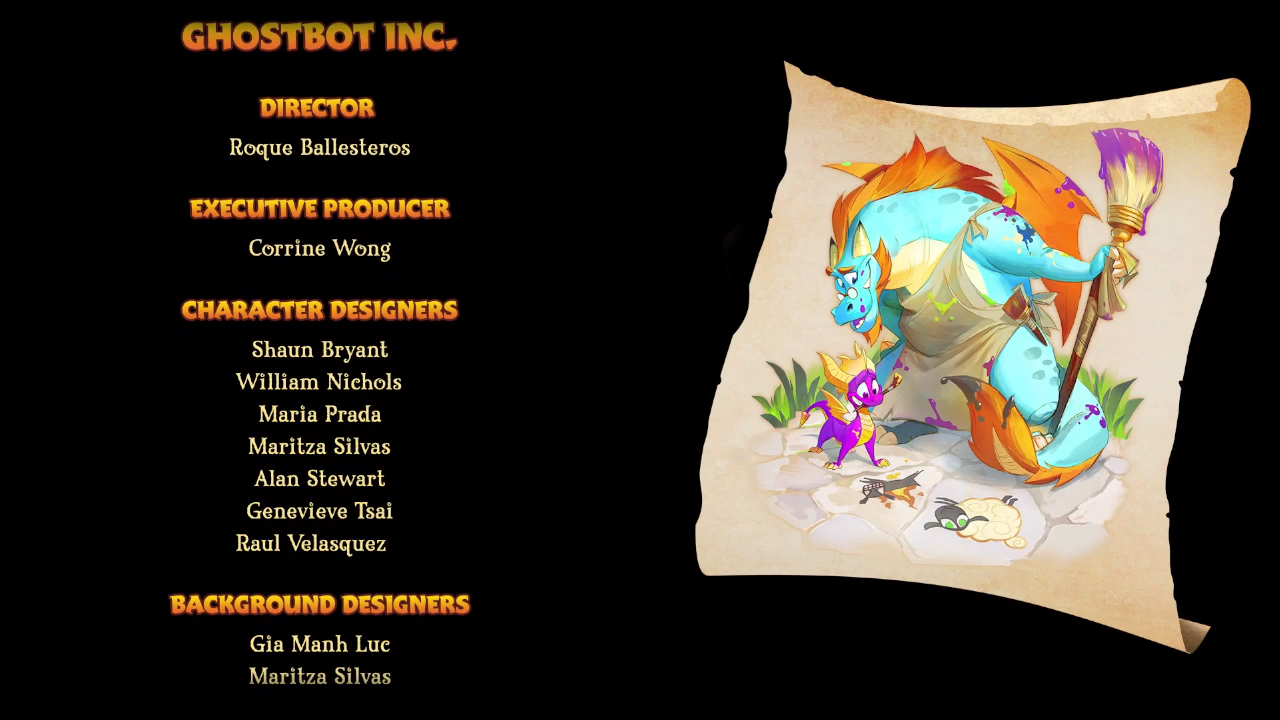 GHOSTBOT INC.
DIRECTOR
Roque Ballesteros
EXECUTIVE PRODUCER
Corrine Wong
CHARACTER DESIGNERS
Shaun Bryant
William Nichols
Maria Prada
Maritza Silvas
Alan Stewart
Genevieve Tsai
Raul Velasquez
BACKGROUND DESIGNERS
Gia Manh Luc
Maritza Silvas